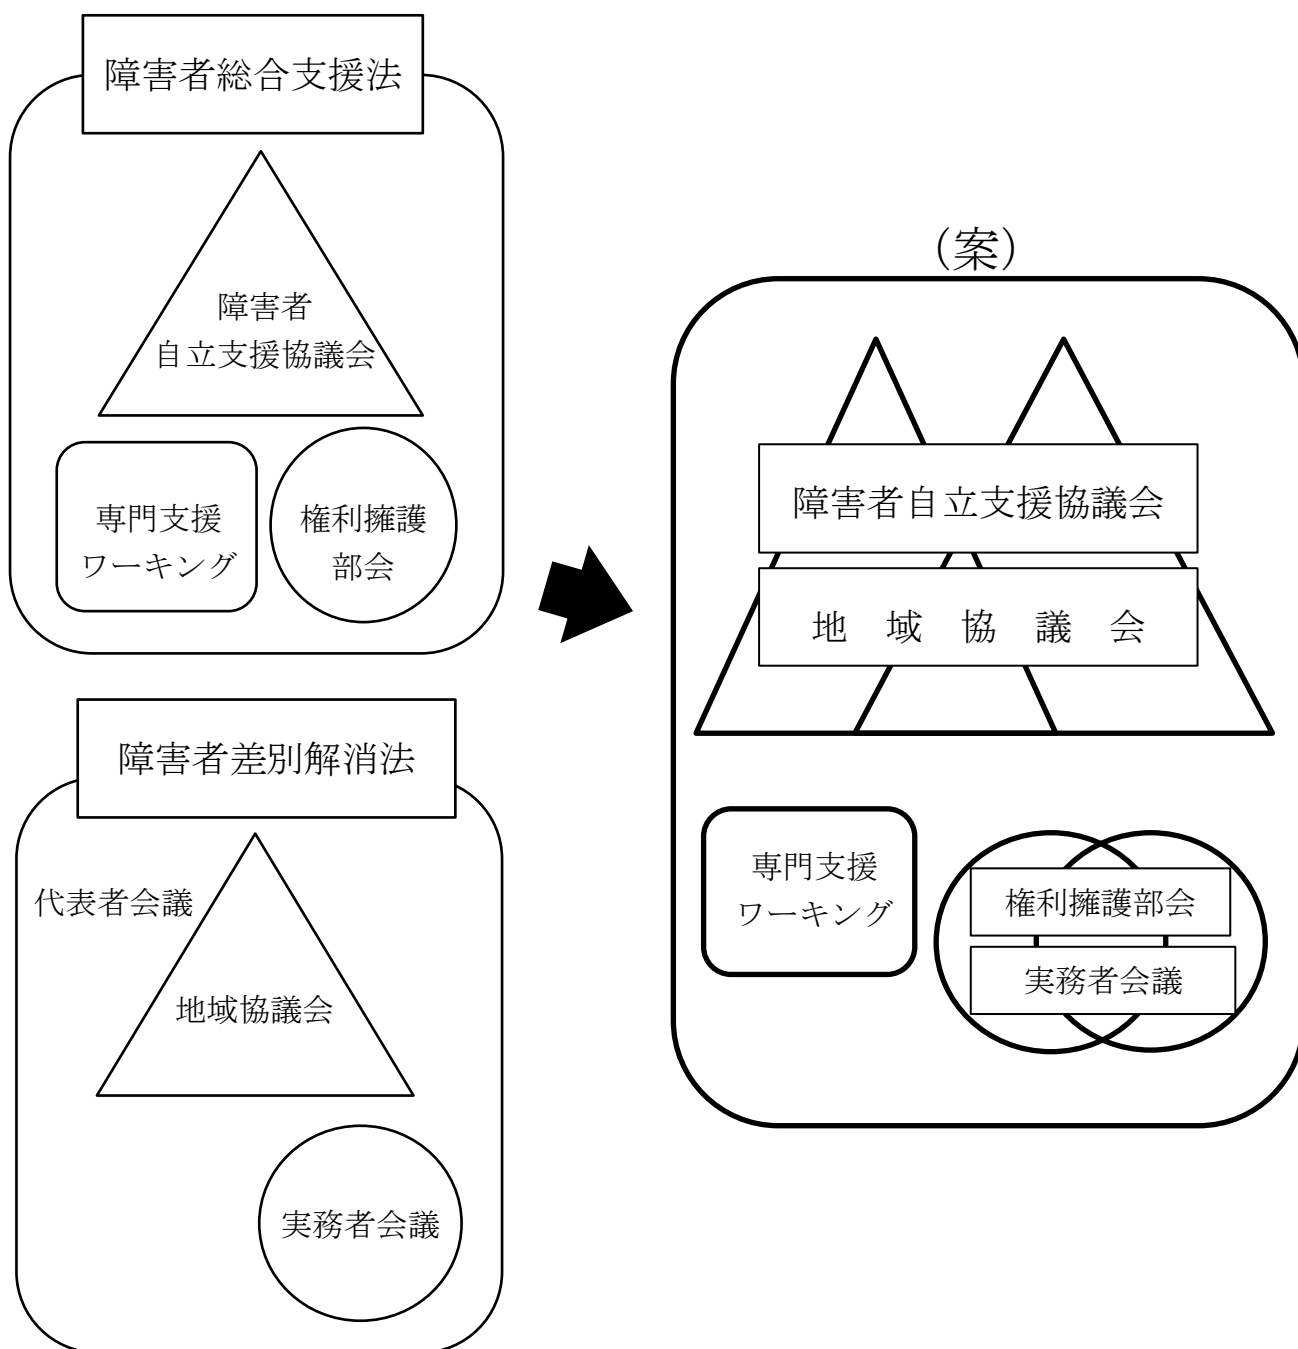 障害者総合支援法
障害者
自立支援協議会
専門支援
ワーキング
権利擁護
部会
障害者差別解消法
代表者会議
地域協議会
実務者会議
（案）
障害者自立支援協議会
地　域　協　議　会
専門支援
ワーキング
権利擁護部会
実務者会議